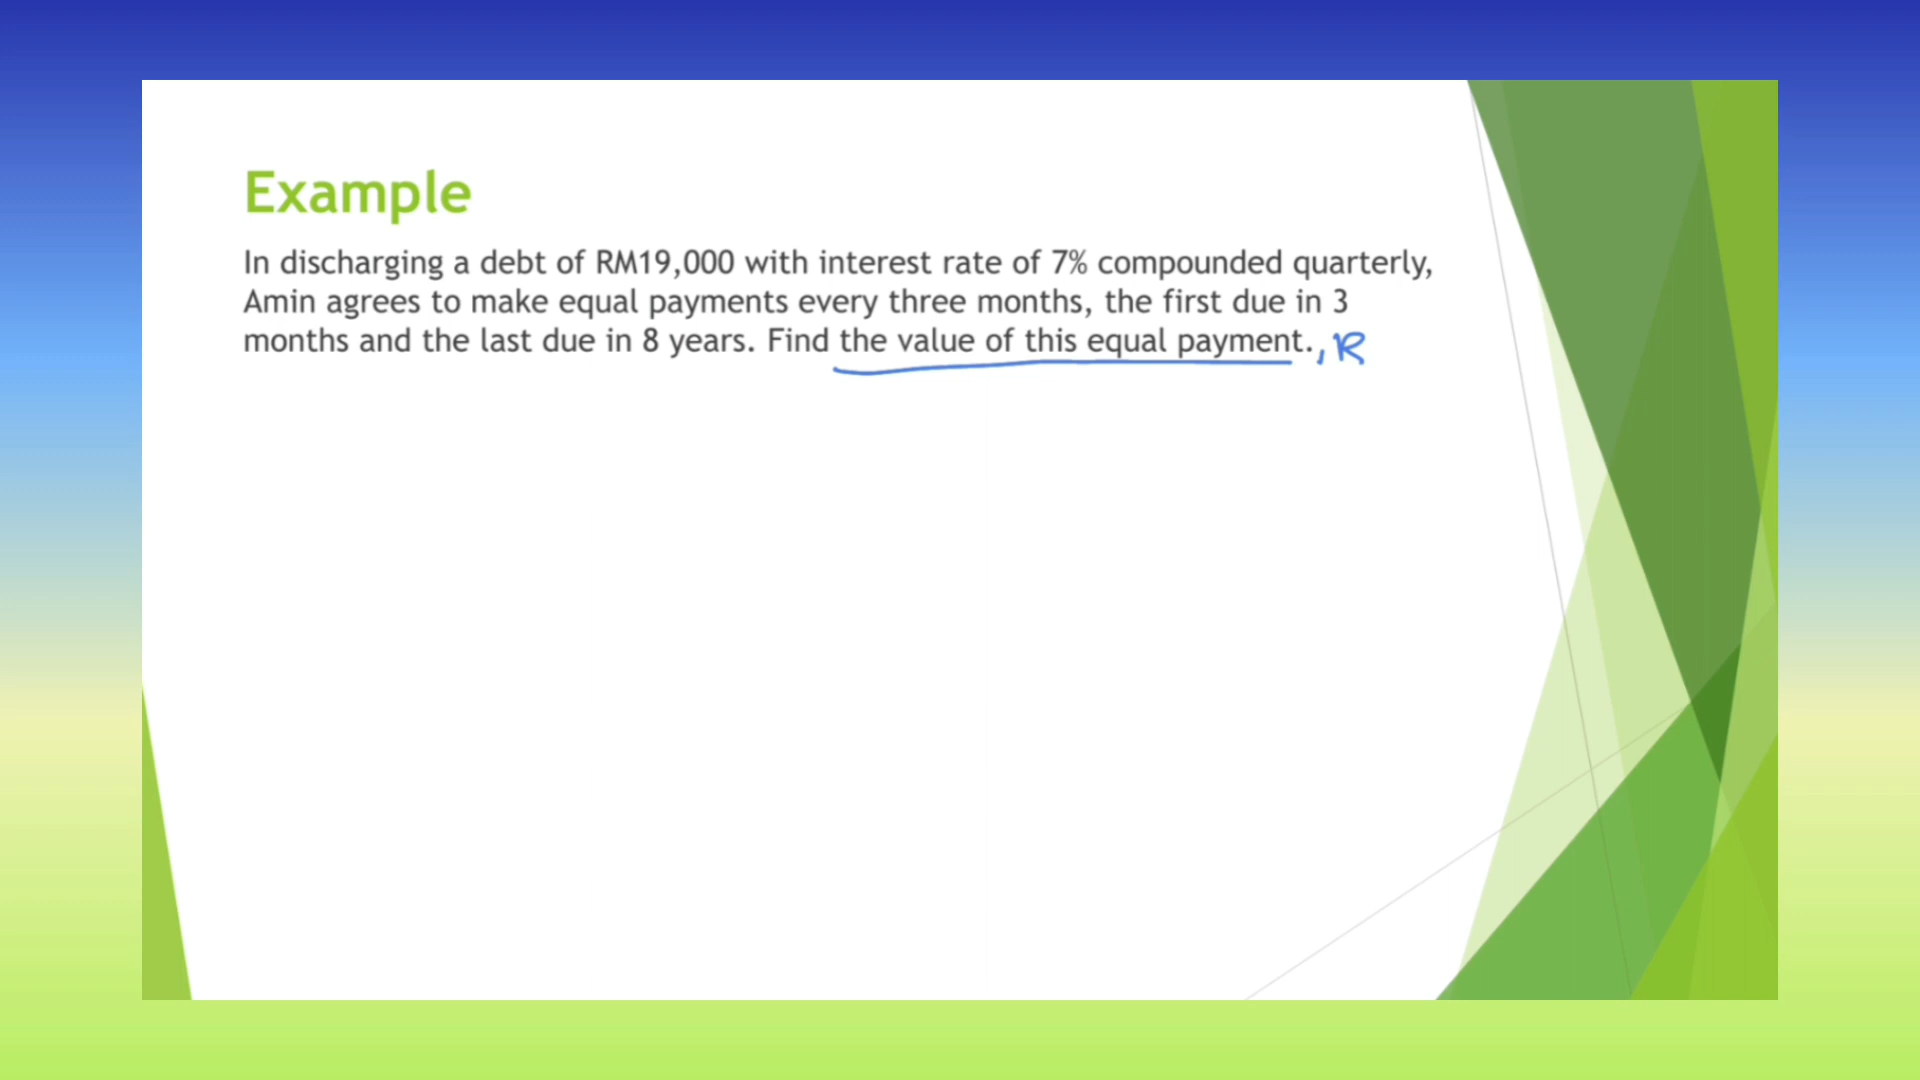 Example
In discharging a debt of RM19,000 with interest rate of 7% compounded quarterly,
Amin agrees to make equal payments every three months, the first due in 3
months and the last due in 8 years. Find the value of this equal payment., R